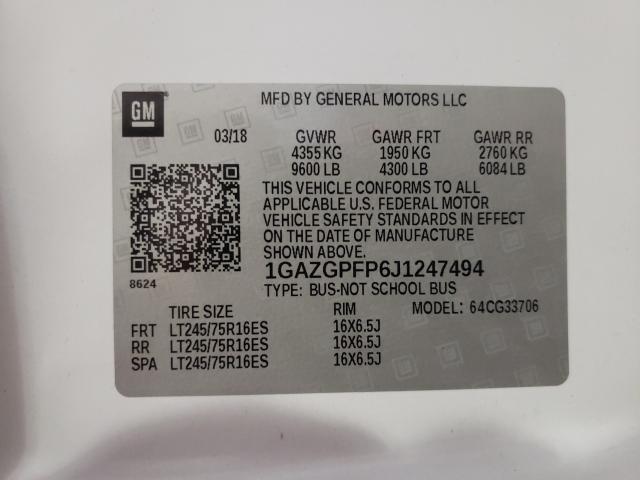 GM
MFD BY GENERAL MOTORS LLC
03/18 GVWR GAWR FRT GAWR RR
4355 KG 1950 KG 2760 KG
9600 LB 4300 LB 6084 LB
THIS VEHICLE CONFORMS TO ALL
APPLICABLE U.S. FEDERAL MOTOR
VEHICLE SAFETY STANDARDS IN EFFECT
ON THE DATE OF MANUFACTURE
SHOWN ABOVE.
1GAZGPFP6J1247494
8624
TYPE: BUS-NOT SCHOOL BUS
TIRE SIZE RIM MODEL: 64CG33706
FRT LT245/75R16ES 16X6.5J
RR LT245/75R16ES 16X6.5J
SPA LT245/75R16ES 16X6.5J